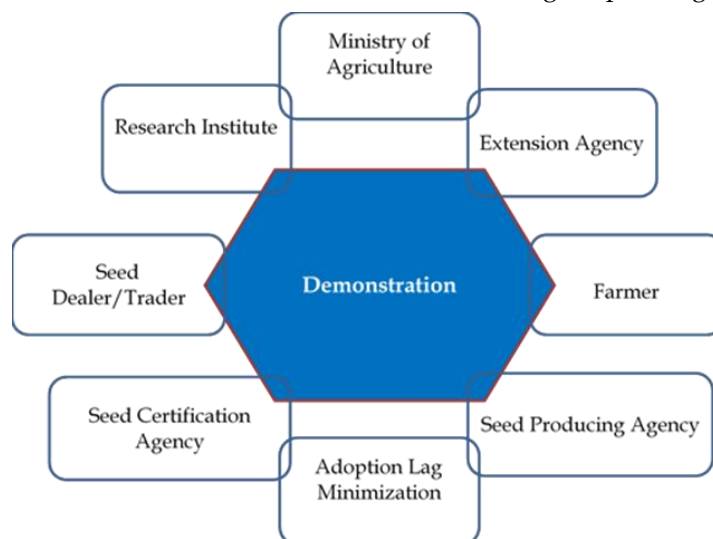 Ministry of
Agriculture
Research Institute
Extension Agency
Seed
Dealer/Trader
Demonstration
Farmer
Seed Certification
Agency
Seed Producing Agency
Adoption Lag
Minimization